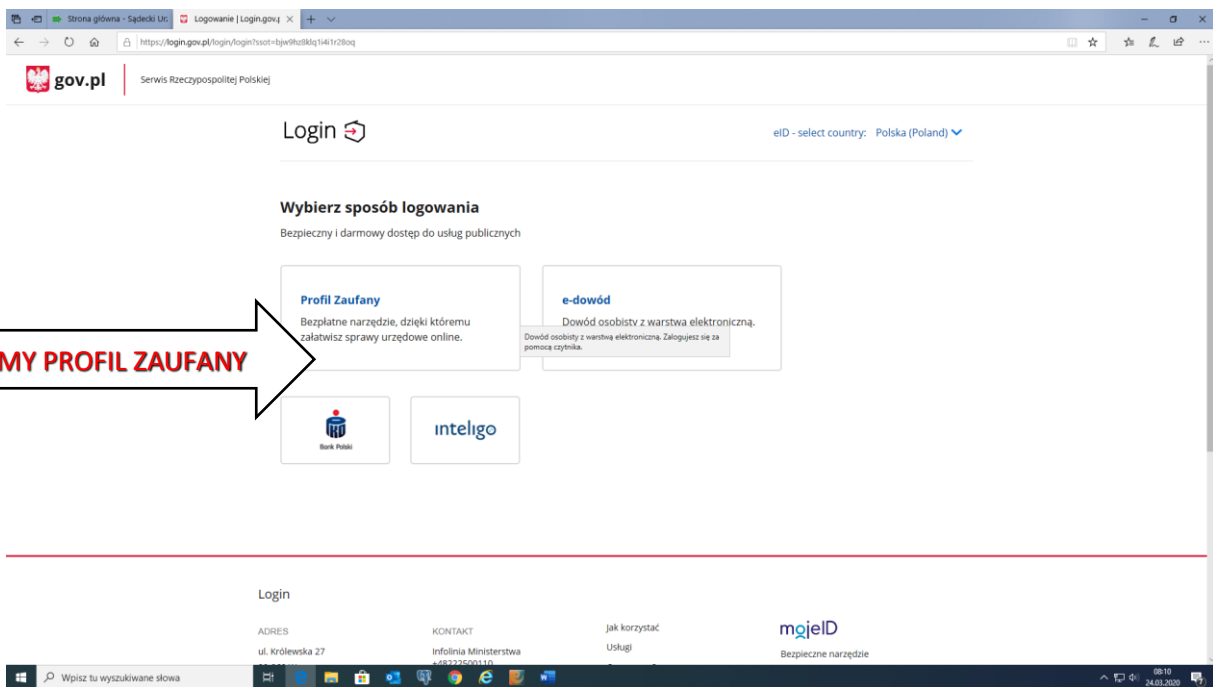 Strona główna - Sądecki Urz
Logowanie | Login.gov.p
https://login.gov.pl/login/login?ssot=bjw9hz8klq1i4i1r28oq
gov.pl
Serwis Rzeczypospolitej Polskiej
Login
eID - select country: Polska (Poland)
Wybierz sposób logowania
Bezpieczny i darmowy dostęp do usług publicznych
Profil Zaufany
Bezpłatne narzędzie, dzięki któremu
załatwisz sprawy urzędowe online.
e-dowód
Dowód osobisty z warstwa elektroniczną.
Dowód osobisty z warstwą elektroniczną. Zalogujesz się za
pomocą czytnika.
MY PROFIL ZAUFANY
Bank Polski
inteligo
Login
ADRES
ul. Królewska 27
KONTAKT
Infolinia Ministerstwa
+48222500110
Jak korzystać
Usługi
mojeID
Bezpieczne narzędzie
Wpisz tu wyszukiwane słowa
08:10
24.03.2020